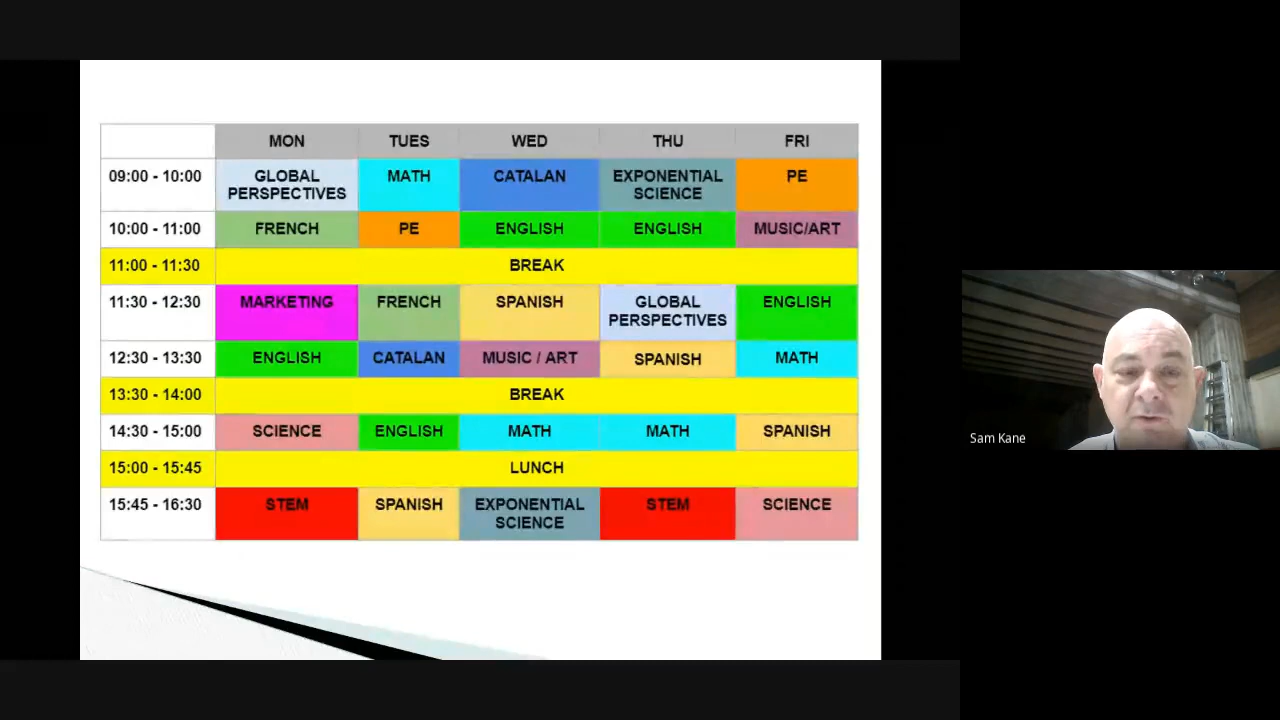 MON TUES WED THU FRI
09:00 - 10:00 GLOBAL PERSPECTIVES MATH CATALAN EXPONENTIAL SCIENCE PE
10:00 - 11:00 FRENCH PE ENGLISH ENGLISH MUSIC/ART
11:00 - 11:30 BREAK
11:30 - 12:30 MARKETING FRENCH SPANISH GLOBAL PERSPECTIVES ENGLISH
12:30 - 13:30 ENGLISH CATALAN MUSIC / ART SPANISH MATH
13:30 - 14:00 BREAK
14:30 - 15:00 SCIENCE ENGLISH MATH MATH SPANISH
15:00 - 15:45 LUNCH
15:45 - 16:30 STEM SPANISH EXPONENTIAL SCIENCE STEM SCIENCE
Sam Kane